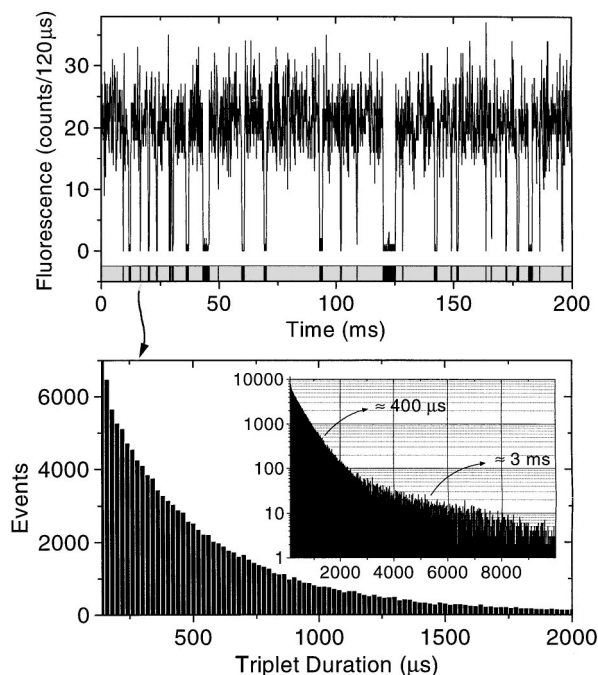 Fluorescence (counts/120μs)
30
20
10
0
0 50 100 150 200
Time (ms)
Events
6000
4000
2000
0
10000
1000
100
10
1
≈ 400 μs
≈ 3 ms
2000 4000 6000 8000
500 1000 1500 2000
Triplet Duration (μs)